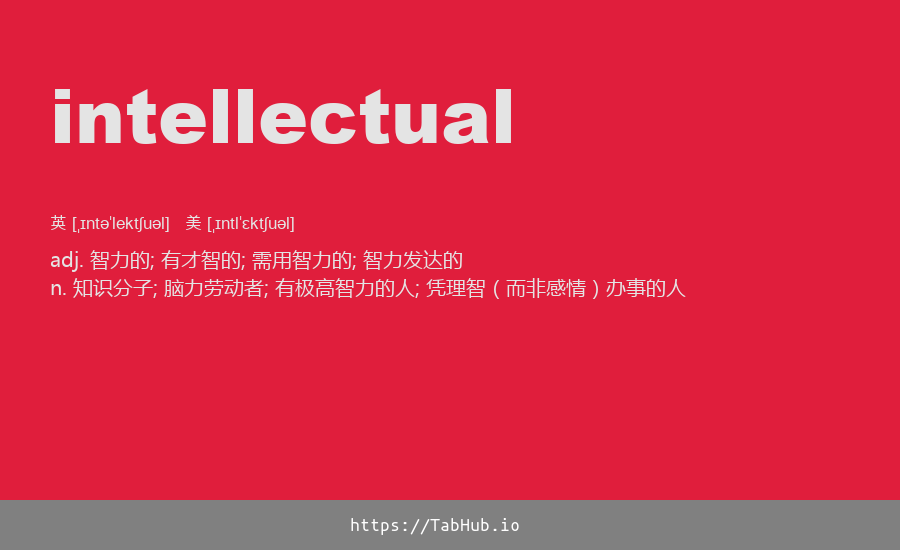 intellectual
英 [ˌɪntəˈlektʃuəl] 美 [ˌɪntlˈɛktʃuəl]
adj. 智力的; 有才智的; 需用智力的; 智力发达的
n. 知识分子; 脑力劳动者; 有极高智力的人; 凭理智 ( 而非感情 ) 办事的人
https://TabHub.io